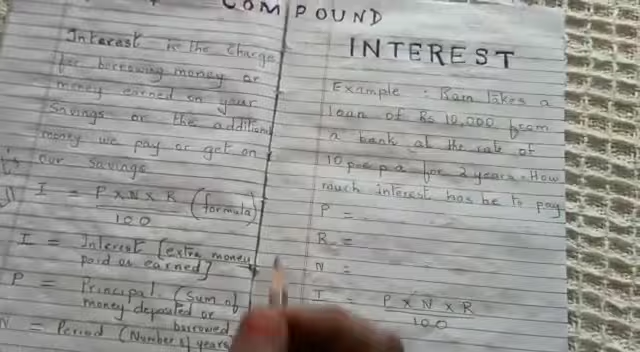 COMPOUND
INTEREST
Interest is the charge
for borrowing money or
money earned on your
savings or the additional
money we pay or get on
our savings
I = P X N X R (formula)
100
I = Interest [extra money
paid or earned]
P = Principal (sum of
money deposited or
borrowed
N = Period (Number of years
Example : Ram takes a
loan of Rs 10,000 from
a bank at the rate of
10 pcpa for 2 years. How
much interest has he to pay
P =
R =
N =
I = P X N X R
100